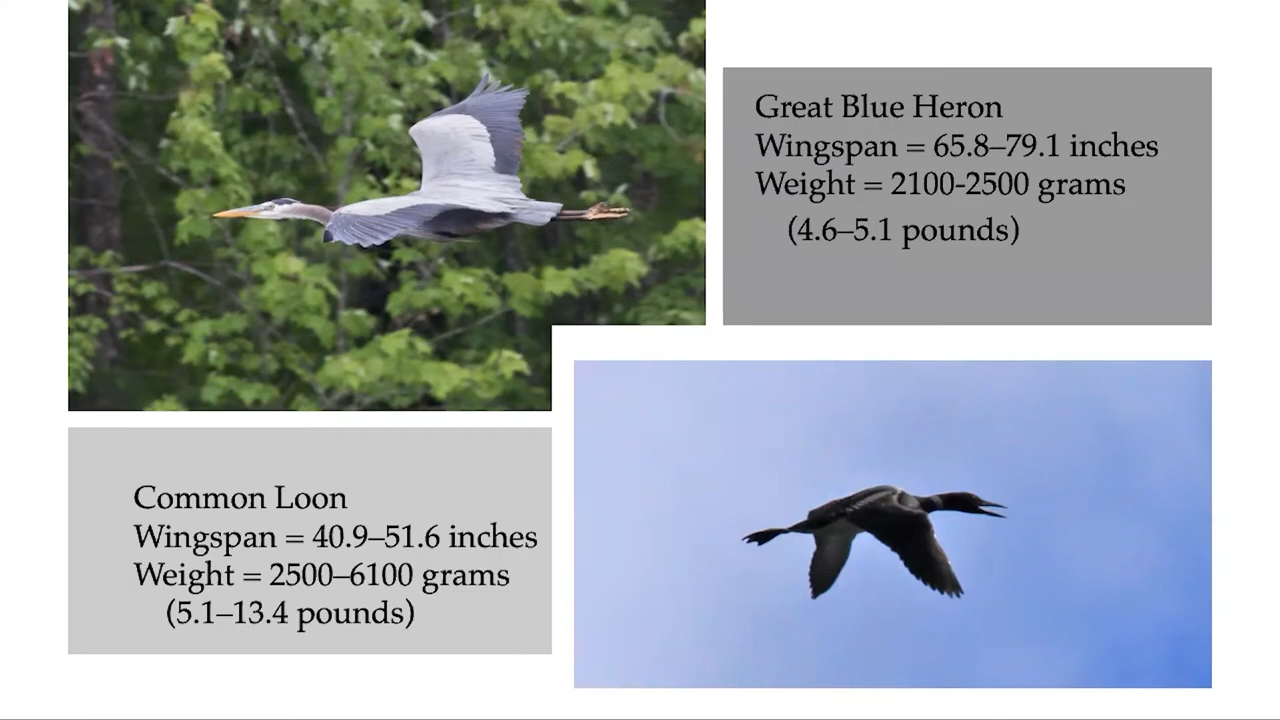 Great Blue Heron
Wingspan = 65.8–79.1 inches
Weight = 2100-2500 grams
(4.6–5.1 pounds)
Common Loon
Wingspan = 40.9–51.6 inches
Weight = 2500–6100 grams
(5.1–13.4 pounds)